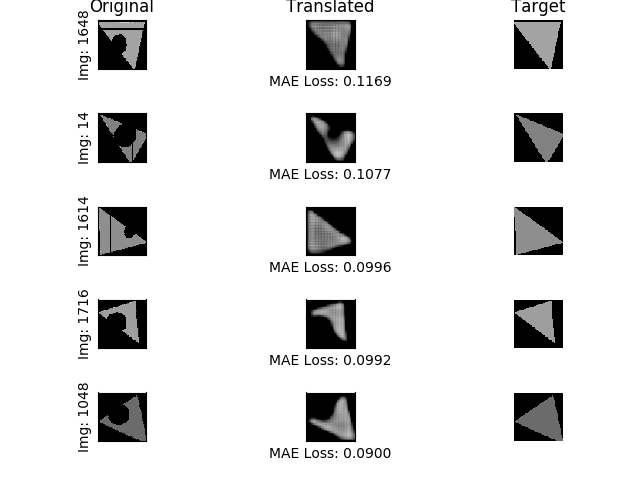 Original Translated Target
Img: 1648
MAE Loss: 0.1169
Img: 14
MAE Loss: 0.1077
Img: 1614
MAE Loss: 0.0996
Img: 1716
MAE Loss: 0.0992
Img: 1048
MAE Loss: 0.0900